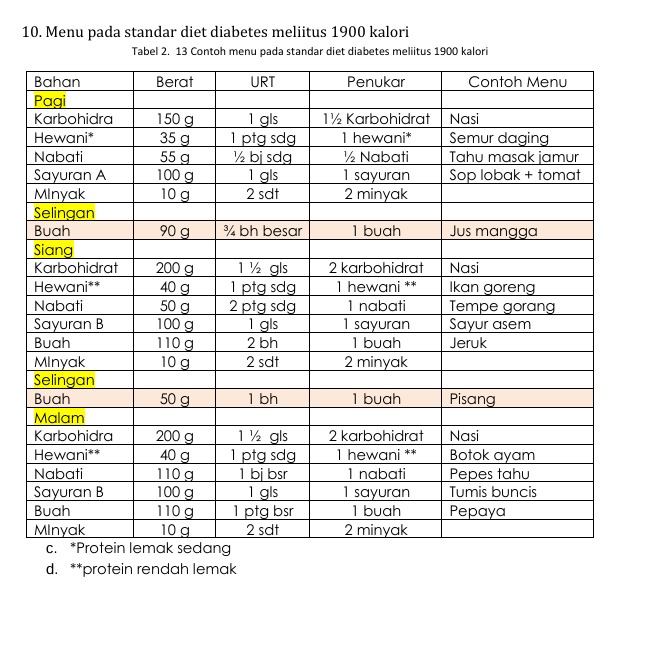 10. Menu pada standar diet diabetes meliitus 1900 kalori
Tabel 2. 13 Contoh menu pada standar diet diabetes meliitus 1900 kalori
Bahan Berat URT Penukar Contoh Menu
Pagi
Karbohidra 150 g 1 gls 1½ Karbohidrat Nasi
Hewani* 35 g 1 ptg sdg 1 hewani* Semur daging
Nabati 55 g ½ bj sdg ½ Nabati Tahu masak jamur
Sayuran A 100 g 1 gls 1 sayuran Sop lobak + tomat
MInyak 10 g 2 sdt 2 minyak
Selingan
Buah 90 g ¾ bh besar 1 buah Jus mangga
Siang
Karbohidrat 200 g 1 ½ gls 2 karbohidrat Nasi
Hewani** 40 g 1 ptg sdg 1 hewani ** Ikan goreng
Nabati 50 g 2 ptg sdg 1 nabati Tempe gorang
Sayuran B 100 g 1 gls 1 sayuran Sayur asem
Buah 110 g 2 bh 1 buah Jeruk
MInyak 10 g 2 sdt 2 minyak
Selingan
Buah 50 g 1 bh 1 buah Pisang
Malam
Karbohidra 200 g 1 ½ gls 2 karbohidrat Nasi
Hewani** 40 g 1 ptg sdg 1 hewani ** Botok ayam
Nabati 110 g 1 bj bsr 1 nabati Pepes tahu
Sayuran B 100 g 1 gls 1 sayuran Tumis buncis
Buah 110 g 1 ptg bsr 1 buah Pepaya
MInyak 10 g 2 sdt 2 minyak
c. *Protein lemak sedang
d. **protein rendah lemak